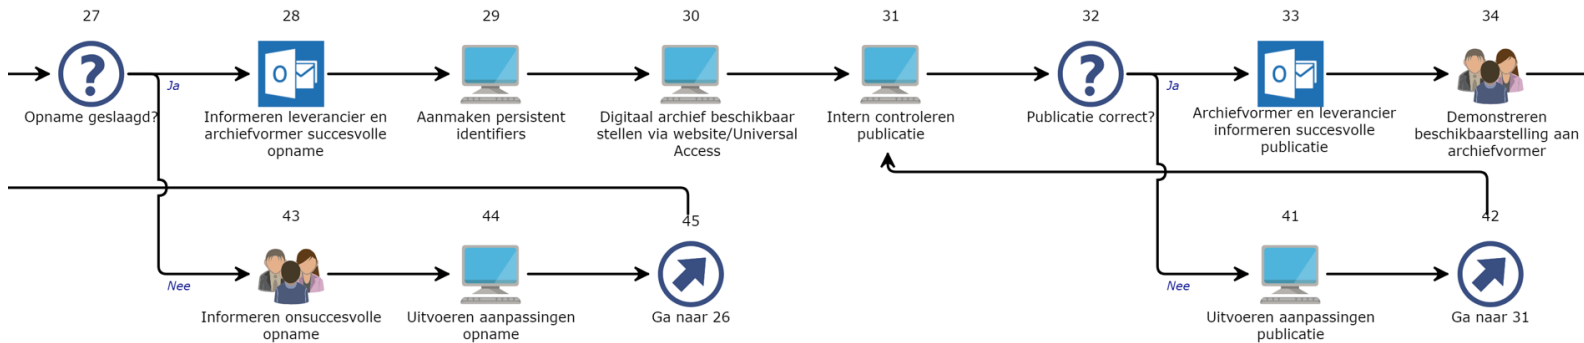 27
28
29
30
31
32
33
34
Ja
Ja
Opname geslaagd?
Informeren leverancier en
archiefvormer succesvolle
opname
Aanmaken persistent
identifiers
Digitaal archief beschikbaar
stellen via website/Universal
Access
Intern controleren
publicatie
Publicatie correct?
Archiefvormer en leverancier
informeren succesvolle
publicatie
Demonstreren
beschikbaarstelling aan
archiefvormer
43
44
45
41
42
Nee
Nee
Informeren onsuccesvolle
opname
Uitvoeren aanpassingen
opname
Ga naar 26
Uitvoeren aanpassingen
publicatie
Ga naar 31